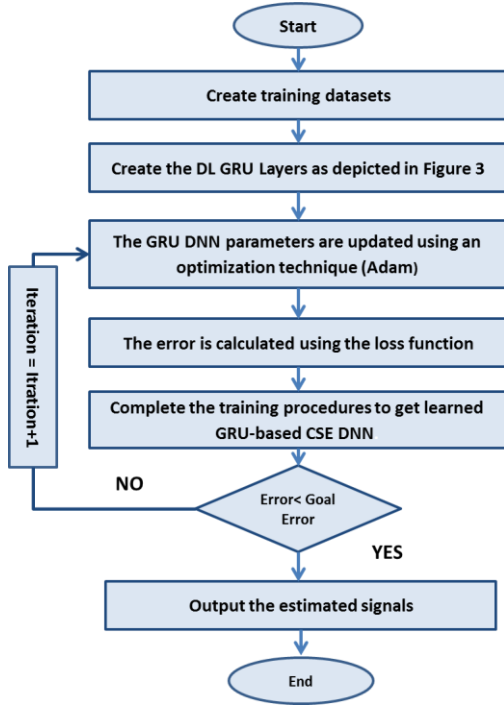 Start
Create training datasets
Create the DL GRU Layers as depicted in Figure 3
The GRU DNN parameters are updated using an
optimization technique (Adam)
The error is calculated using the loss function
Complete the training procedures to get learned
GRU-based CSE DNN
Iteration = Itration+1
NO
Error< Goal
Error
YES
Output the estimated signals
End